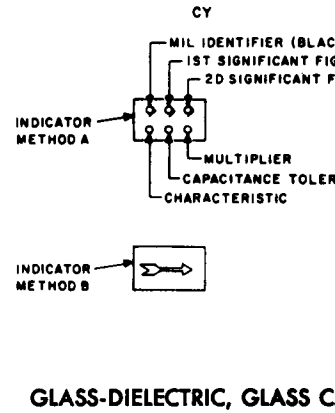 CY
MIL IDENTIFIER (BLAC
1ST SIGNIFICANT FIG
2D SIGNIFICANT F
INDICATOR
METHOD A
MULTIPLIER
CAPACITANCE TOLER
CHARACTERISTIC
INDICATOR
METHOD B
GLASS-DIELECTRIC, GLASS C